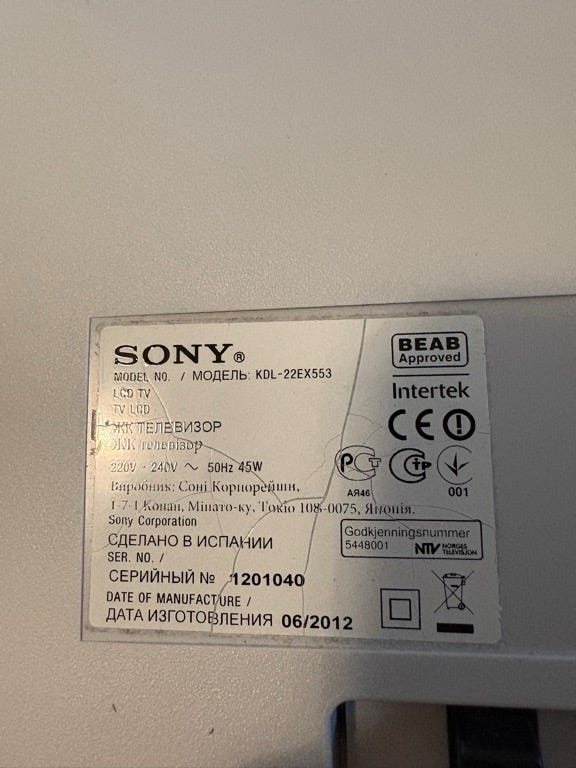 SONY®
MODEL NO. / МОДЕЛЬ: KDL-22EX553
LCD TV
TV LCD
ЖК ТЕЛЕВИЗОР
ЖК телевізор
220V - 240V ~ 50Hz 45W
Виробник: Соні Корпорейшн,
1-7-1 Конан, Мінато-ку, Токіо 108-0075, Японія.
Sony Corporation
СДЕЛАНО В ИСПАНИИ
SER. NO. /
СЕРИЙНЫЙ № 1201040
DATE OF MANUFACTURE /
ДАТА ИЗГОТОВЛЕНИЯ 06/2012
BEAB
Approved
Intertek
CE
РСТ
АЯ46
СТР
001
Godkjenningsnummer
5448001 NTV NORGES
TELEVISJON